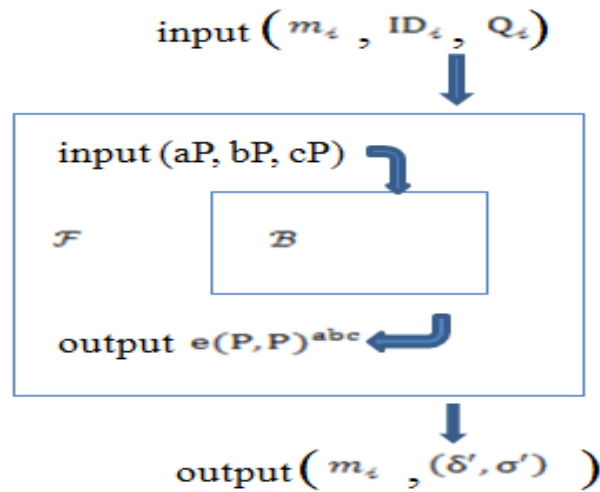 input ( mᵢ , IDᵢ , Qᵢ)
input (aP, bP, cP)
ℱ ℬ
output e(P,P)ᵃᵇᶜ
output ( mᵢ , (δ′,σ′) )